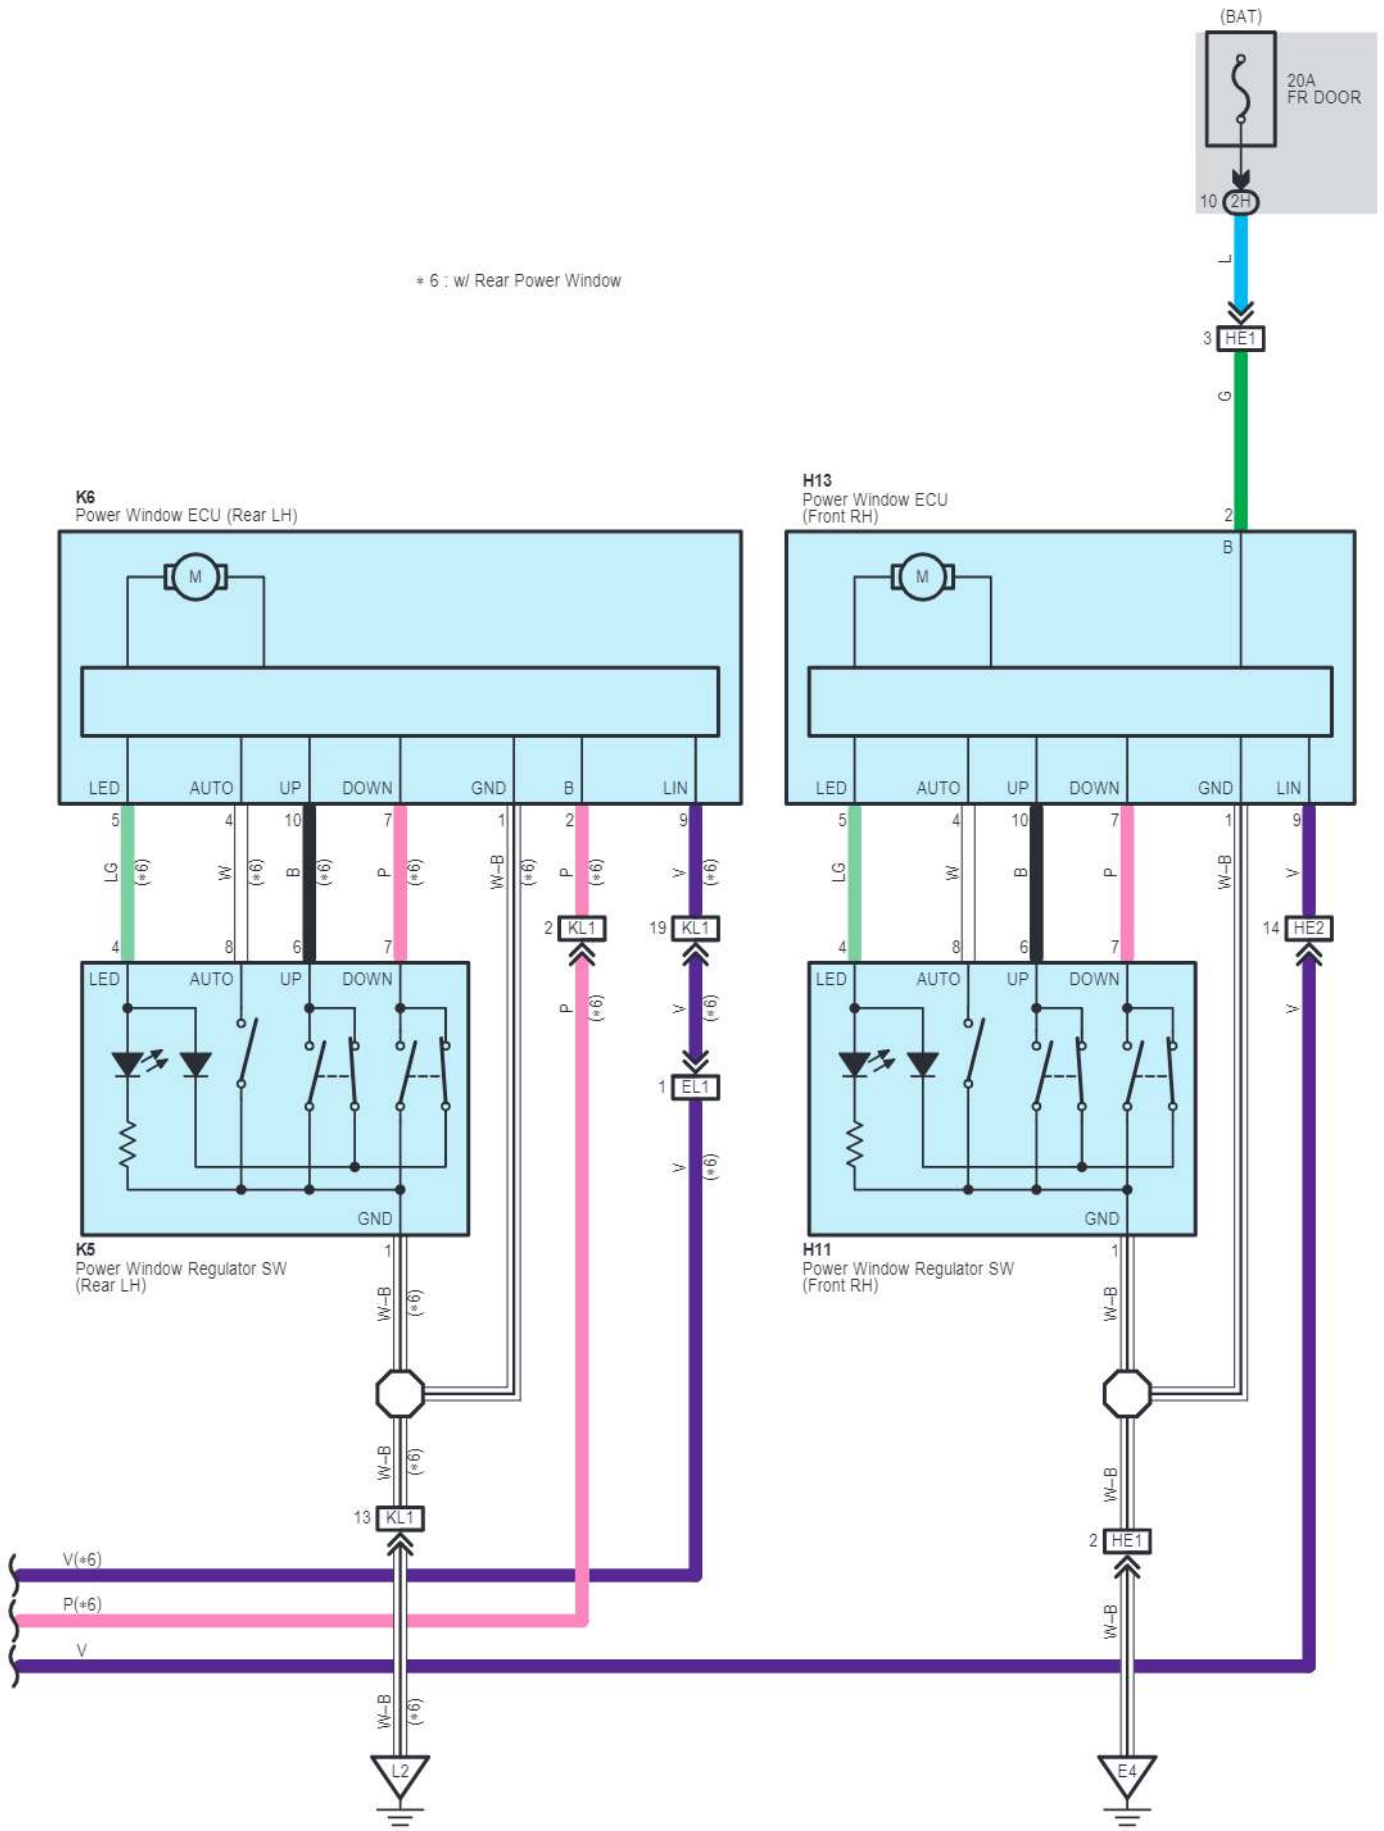 (BAT)
20A
FR DOOR
10 2H
L
* 6 : w/ Rear Power Window
3 HE1
G
K6
Power Window ECU (Rear LH)
H13
Power Window ECU
(Front RH)
2
B
M
M
LED AUTO UP DOWN GND B LIN
LED AUTO UP DOWN GND LIN
5 4 10 7 1 2 9
5 4 10 7 1 9
LG (*6) W (*6) B (*6) P (*6) W–B (*6) P (*6) V (*6)
LG W B P W–B V
2 KL1 19 KL1
14 HE2
4 8 6 7
4 8 6 7
LED AUTO UP DOWN
LED AUTO UP DOWN
P (*6) V (*6)
V
1 EL1
V (*6)
GND
GND
K5
Power Window Regulator SW
(Rear LH)
1
H11
Power Window Regulator SW
(Front RH)
1
W–B (*6)
W–B
W–B (*6)
W–B
13 KL1
2 HE1
V(*6)
P(*6)
V
W–B
W–B (*6)
L2
E4